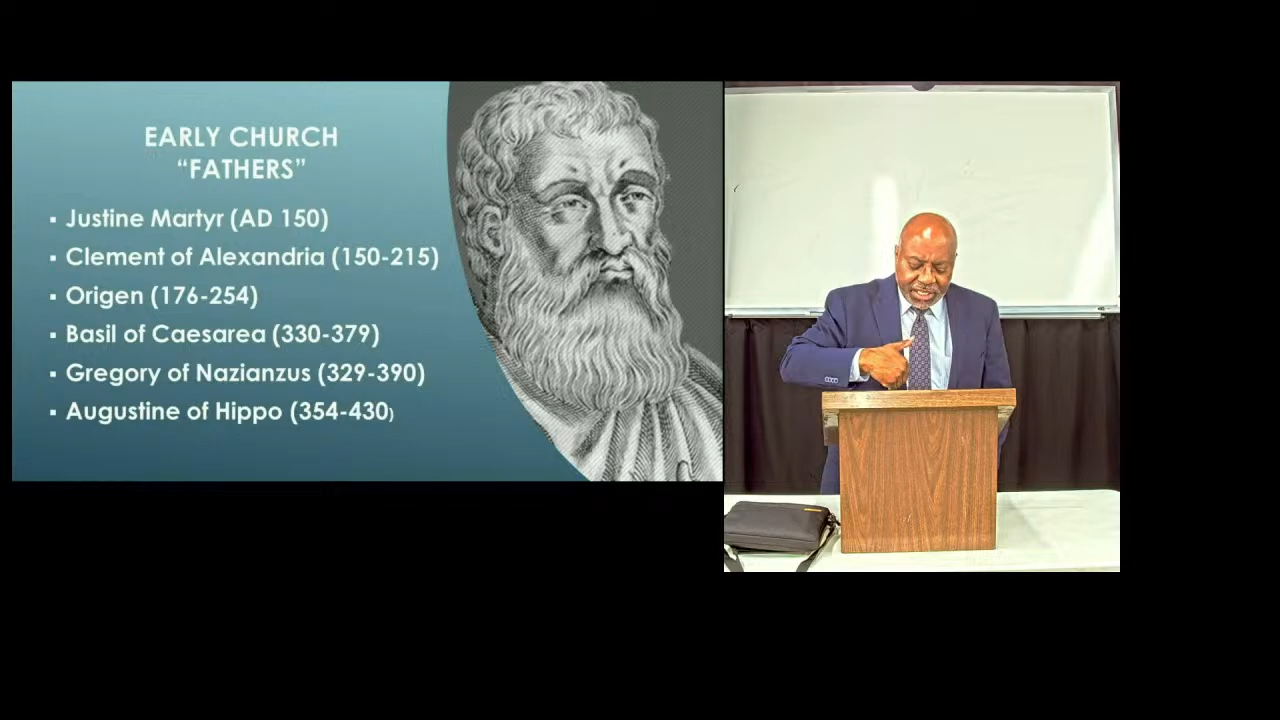 EARLY CHURCH
“FATHERS”
▪ Justine Martyr (AD 150)
▪ Clement of Alexandria (150-215)
▪ Origen (176-254)
▪ Basil of Caesarea (330-379)
▪ Gregory of Nazianzus (329-390)
▪ Augustine of Hippo (354-430)